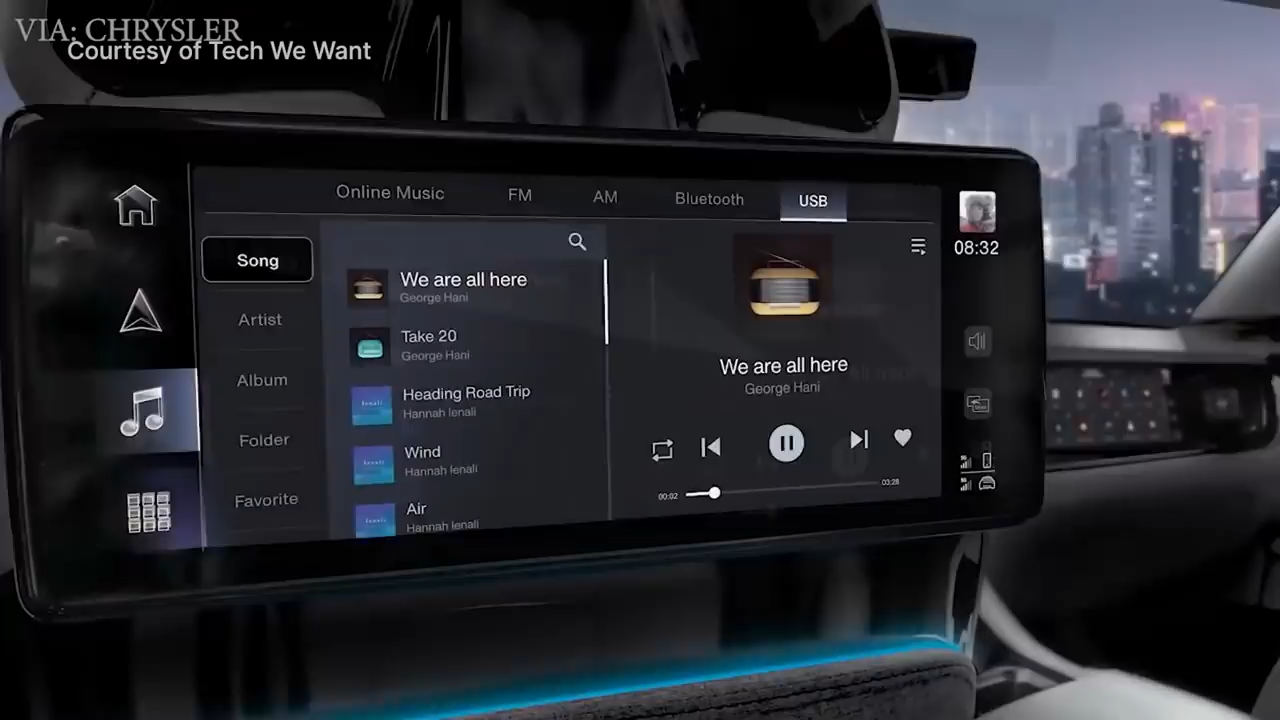 VIA: CHRYSLER
Courtesy of Tech We Want
Online Music
FM
AM
Bluetooth
USB
08:32
Song
Artist
Album
Folder
Favorite
We are all here
George Hani
Take 20
George Hani
Heading Road Trip
Hannah Ienali
Wind
Hannah Ienali
Air
Hannah Ienali
We are all here
George Hani
00:02
03:28